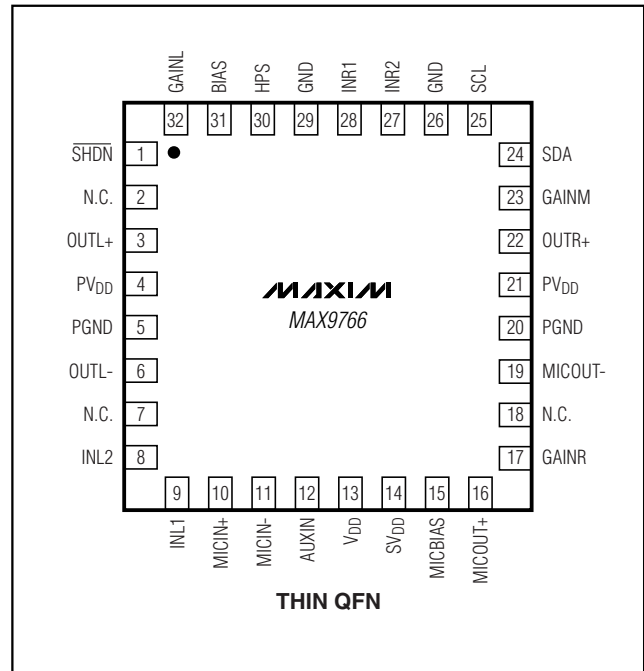 GAINL BIAS HPS GND INR1 INR2 GND SCL
32 31 30 29 28 27 26 25
SHDN 1 24 SDA
N.C. 2 23 GAINM
OUTL+ 3 22 OUTR+
PVDD 4 21 PVDD
MAXIM
MAX9766
PGND 5 20 PGND
OUTL- 6 19 MICOUT-
N.C. 7 18 N.C.
INL2 8 17 GAINR
9 10 11 12 13 14 15 16
INL1 MICIN+ MICIN- AUXIN VDD SVDD MICBIAS MICOUT+
THIN QFN